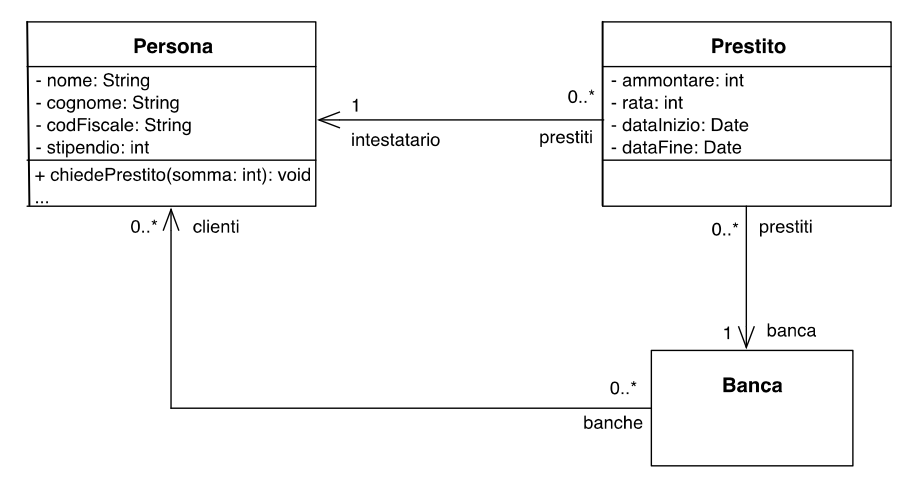 Persona
- nome: String
- cognome: String
- codFiscale: String
- stipendio: int
+ chiedePrestito(somma: int): void
...
1
intestatario
0..*
prestiti
Prestito
- ammontare: int
- rata: int
- dataInizio: Date
- dataFine: Date
0..*
clienti
0..*
prestiti
1
banca
Banca
0..*
banche